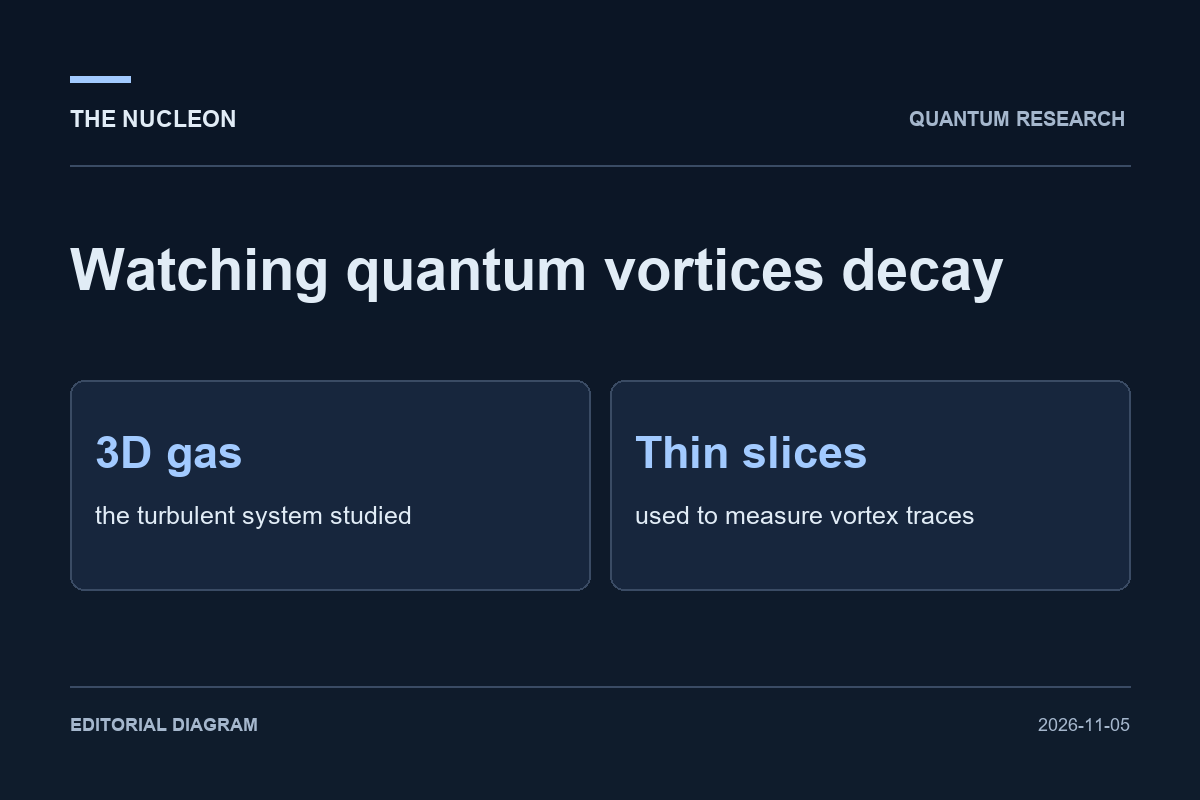 THE NUCLEON
QUANTUM RESEARCH
Watching quantum vortices decay
3D gas
the turbulent system studied
Thin slices
used to measure vortex traces
EDITORIAL DIAGRAM
2026-11-05